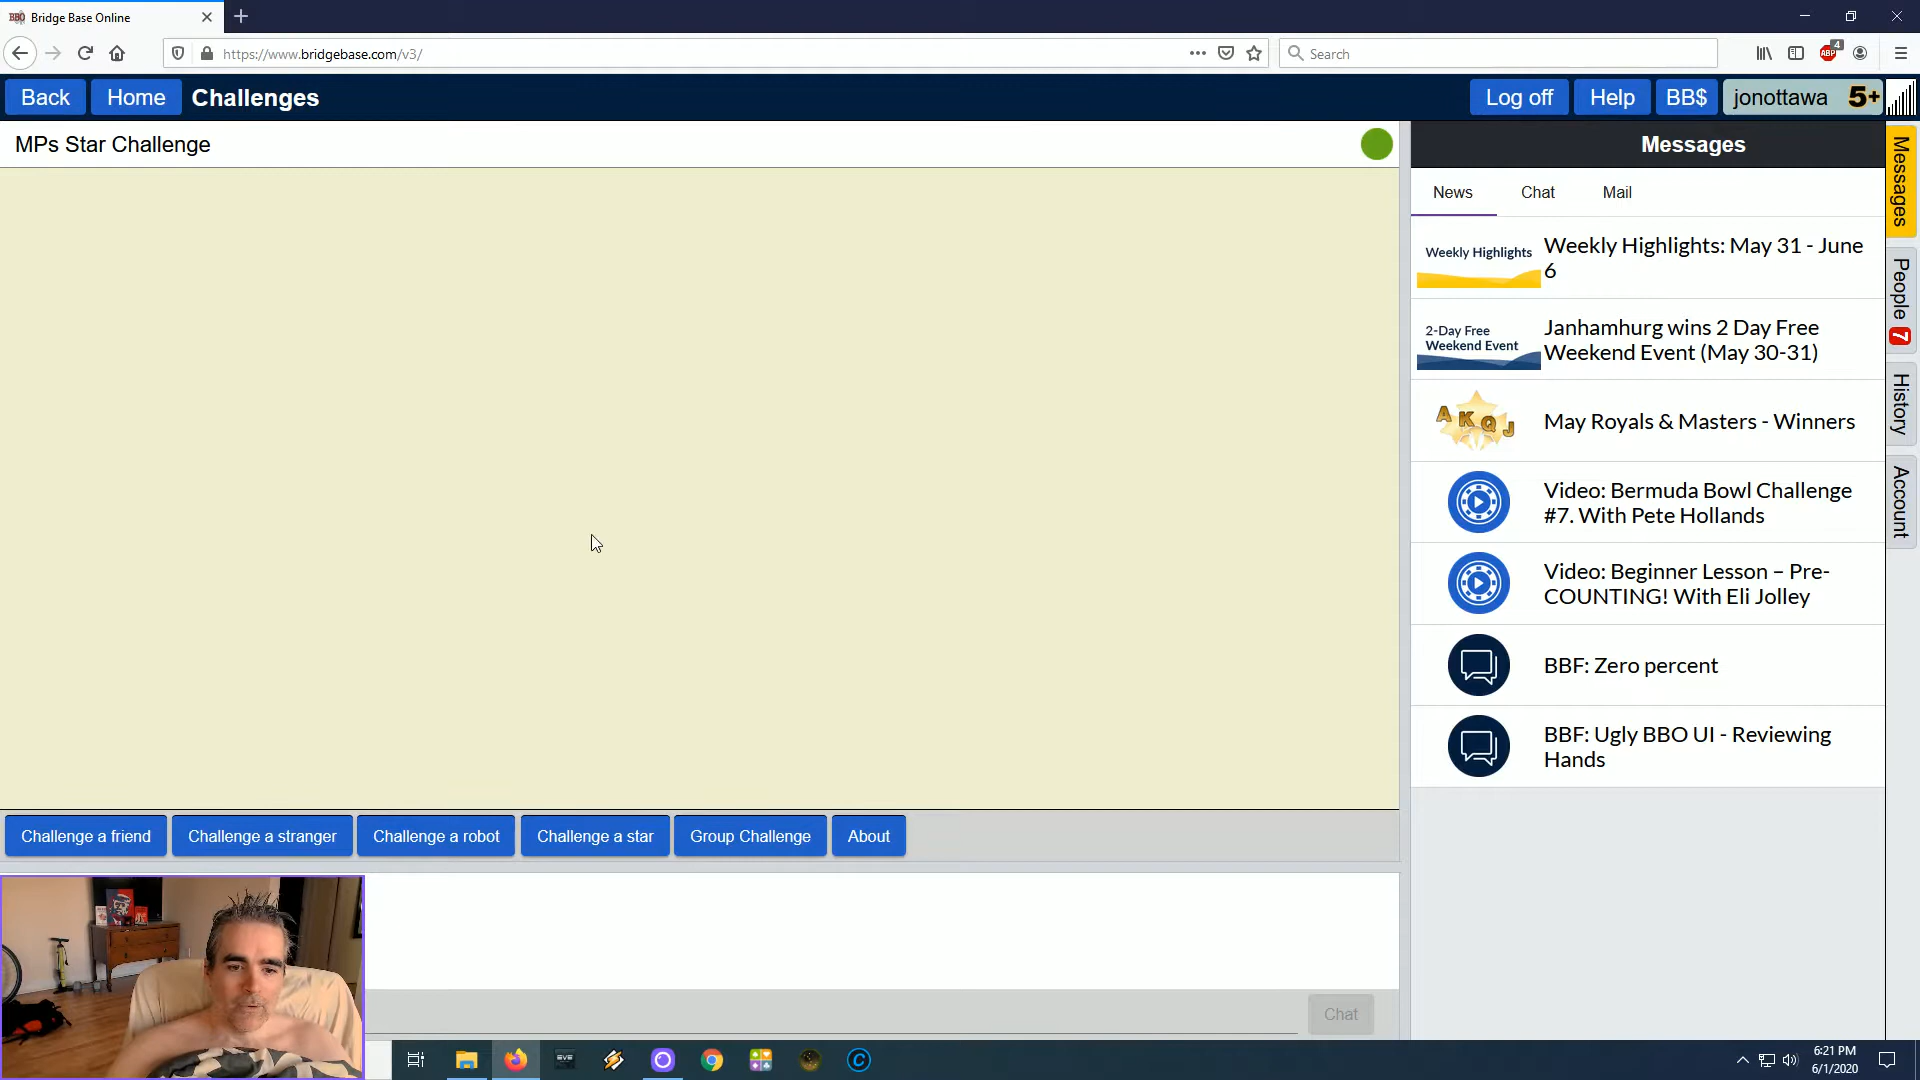 Bridge Base Online
https://www.bridgebase.com/v3/
Search
4
ABP
Back
Home
Challenges
Log off
Help
BB$
jonottawa
5+
MPs Star Challenge
Messages
News
Chat
Mail
Weekly Highlights
Weekly Highlights: May 31 - June
6
2-Day Free
Weekend Event
Janhamhurg wins 2 Day Free
Weekend Event (May 30-31)
A K Q J
May Royals & Masters - Winners
Video: Bermuda Bowl Challenge
#7. With Pete Hollands
Video: Beginner Lesson – Pre-
COUNTING! With Eli Jolley
BBF: Zero percent
BBF: Ugly BBO UI - Reviewing
Hands
Messages
People
7
History
Account
Challenge a friend
Challenge a stranger
Challenge a robot
Challenge a star
Group Challenge
About
Chat
EVE
C
6:21 PM
6/1/2020